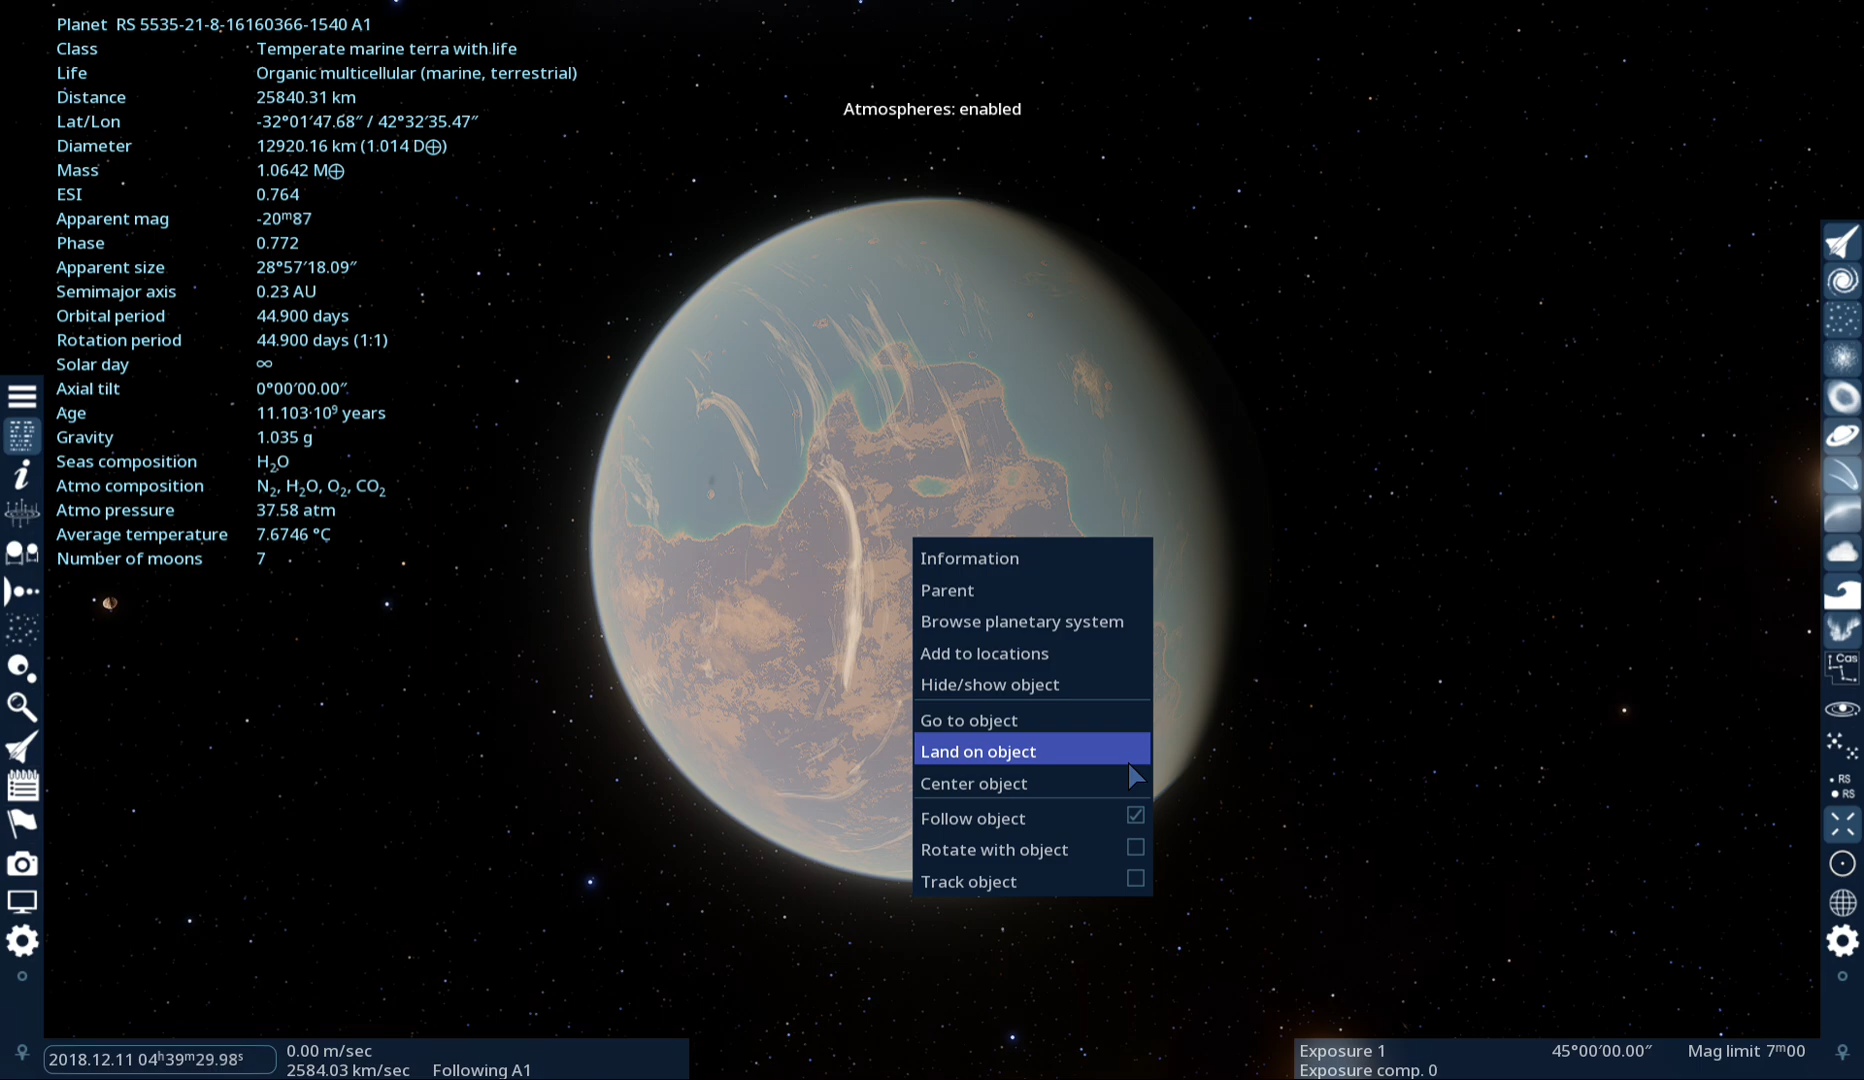 Planet RS 5535-21-8-16160366-1540 A1
Class Temperate marine terra with life
Life Organic multicellular (marine, terrestrial)
Distance 25840.31 km
Lat/Lon -32°01′47.68″ / 42°32′35.47″
Diameter 12920.16 km (1.014 D⊕)
Mass 1.0642 M⊕
ESI 0.764
Apparent mag -20ᵐ87
Phase 0.772
Apparent size 28°57′18.09″
Semimajor axis 0.23 AU
Orbital period 44.900 days
Rotation period 44.900 days (1:1)
Solar day ∞
Axial tilt 0°00′00.00″
Age 11.103·10⁹ years
Gravity 1.035 g
Seas composition H₂O
Atmo composition N₂, H₂O, O₂, CO₂
Atmo pressure 37.58 atm
Average temperature 7.6746 °C
Number of moons 7
Atmospheres: enabled
Information
Parent
Browse planetary system
Add to locations
Hide/show object
Go to object
Land on object
Center object
Follow object
Rotate with object
Track object
Cas
RS
RS
2018.12.11 04ʰ39ᵐ29.98ˢ
0.00 m/sec
2584.03 km/sec Following A1
Exposure 1 45°00′00.00″ Mag limit 7ᵐ00
Exposure comp. 0